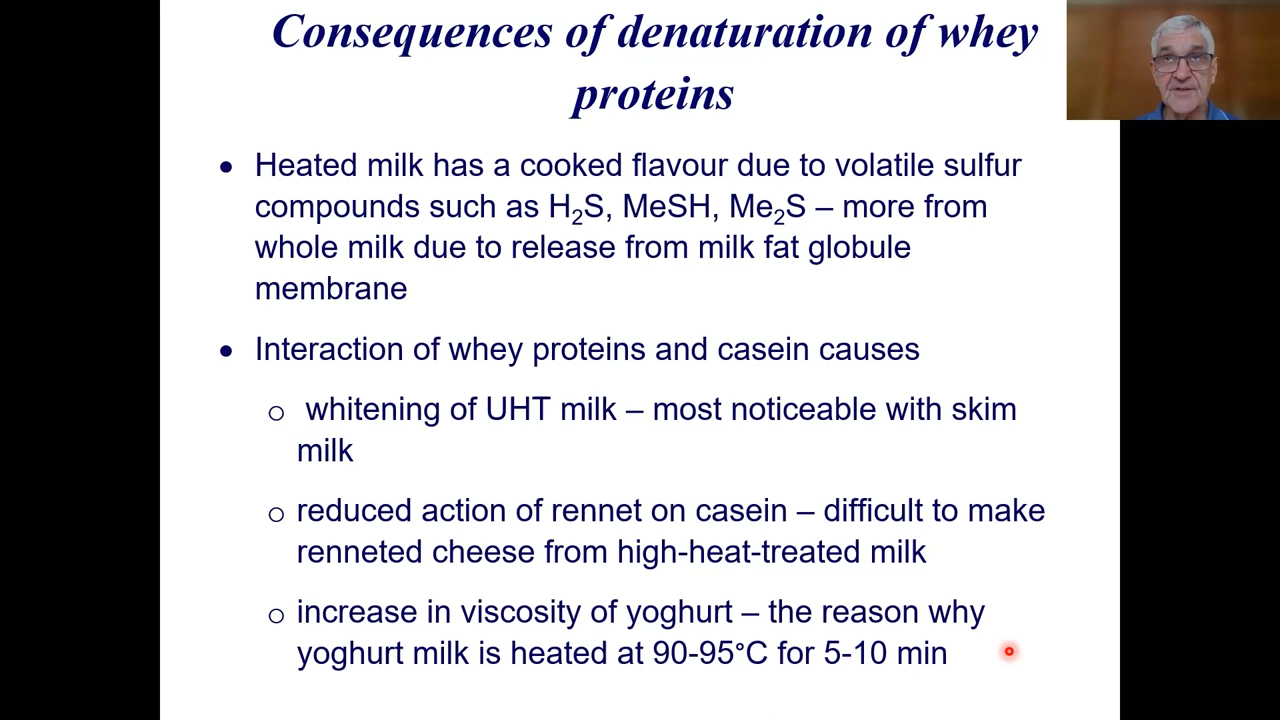 Consequences of denaturation of whey
proteins
• Heated milk has a cooked flavour due to volatile sulfur
compounds such as H₂S, MeSH, Me₂S – more from
whole milk due to release from milk fat globule
membrane
• Interaction of whey proteins and casein causes
o whitening of UHT milk – most noticeable with skim
milk
o reduced action of rennet on casein – difficult to make
renneted cheese from high-heat-treated milk
o increase in viscosity of yoghurt – the reason why
yoghurt milk is heated at 90-95°C for 5-10 min